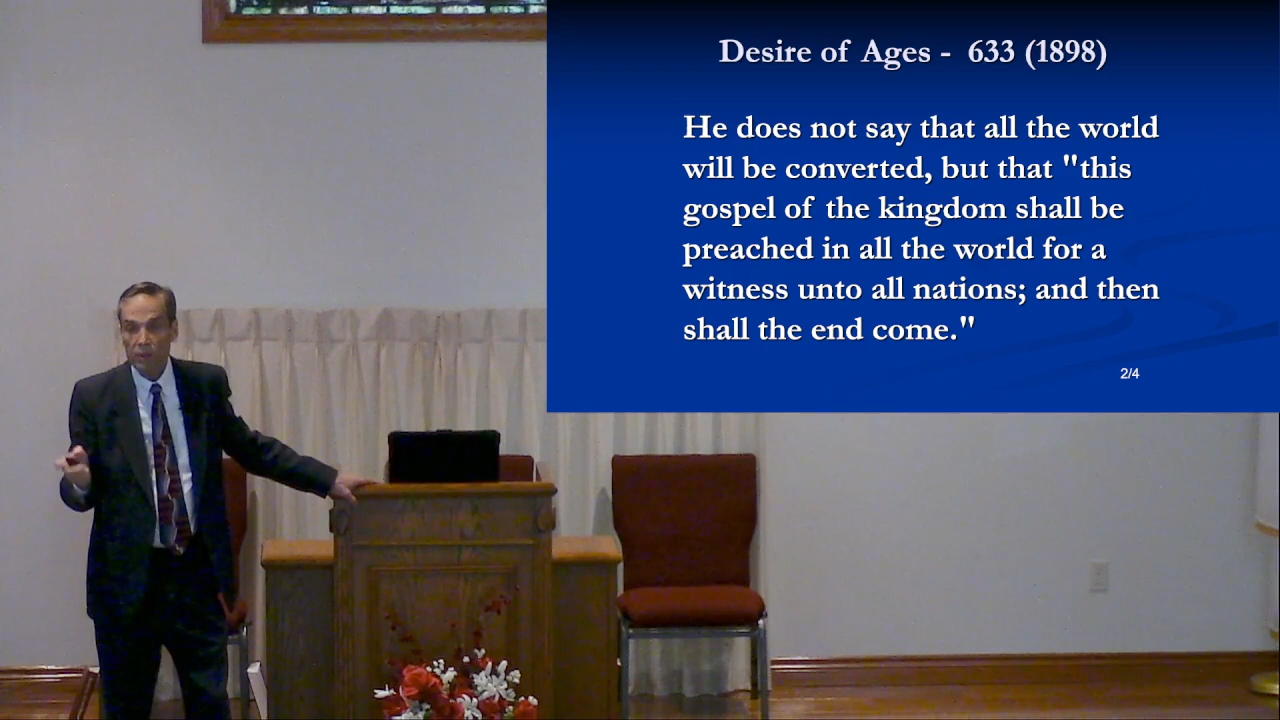 Desire of Ages - 633 (1898)
He does not say that all the world
will be converted, but that "this
gospel of the kingdom shall be
preached in all the world for a
witness unto all nations; and then
shall the end come."
2/4